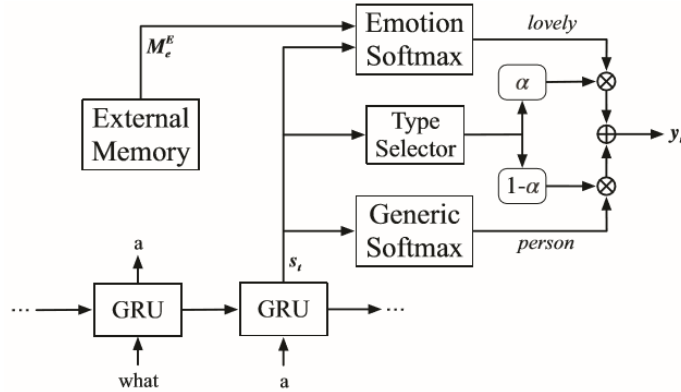 Emotion
Softmax
lovely
M_e^E
α
External
Memory
Type
Selector
y_t
1-α
Generic
Softmax
person
s_t
a
... GRU GRU ...
what
a